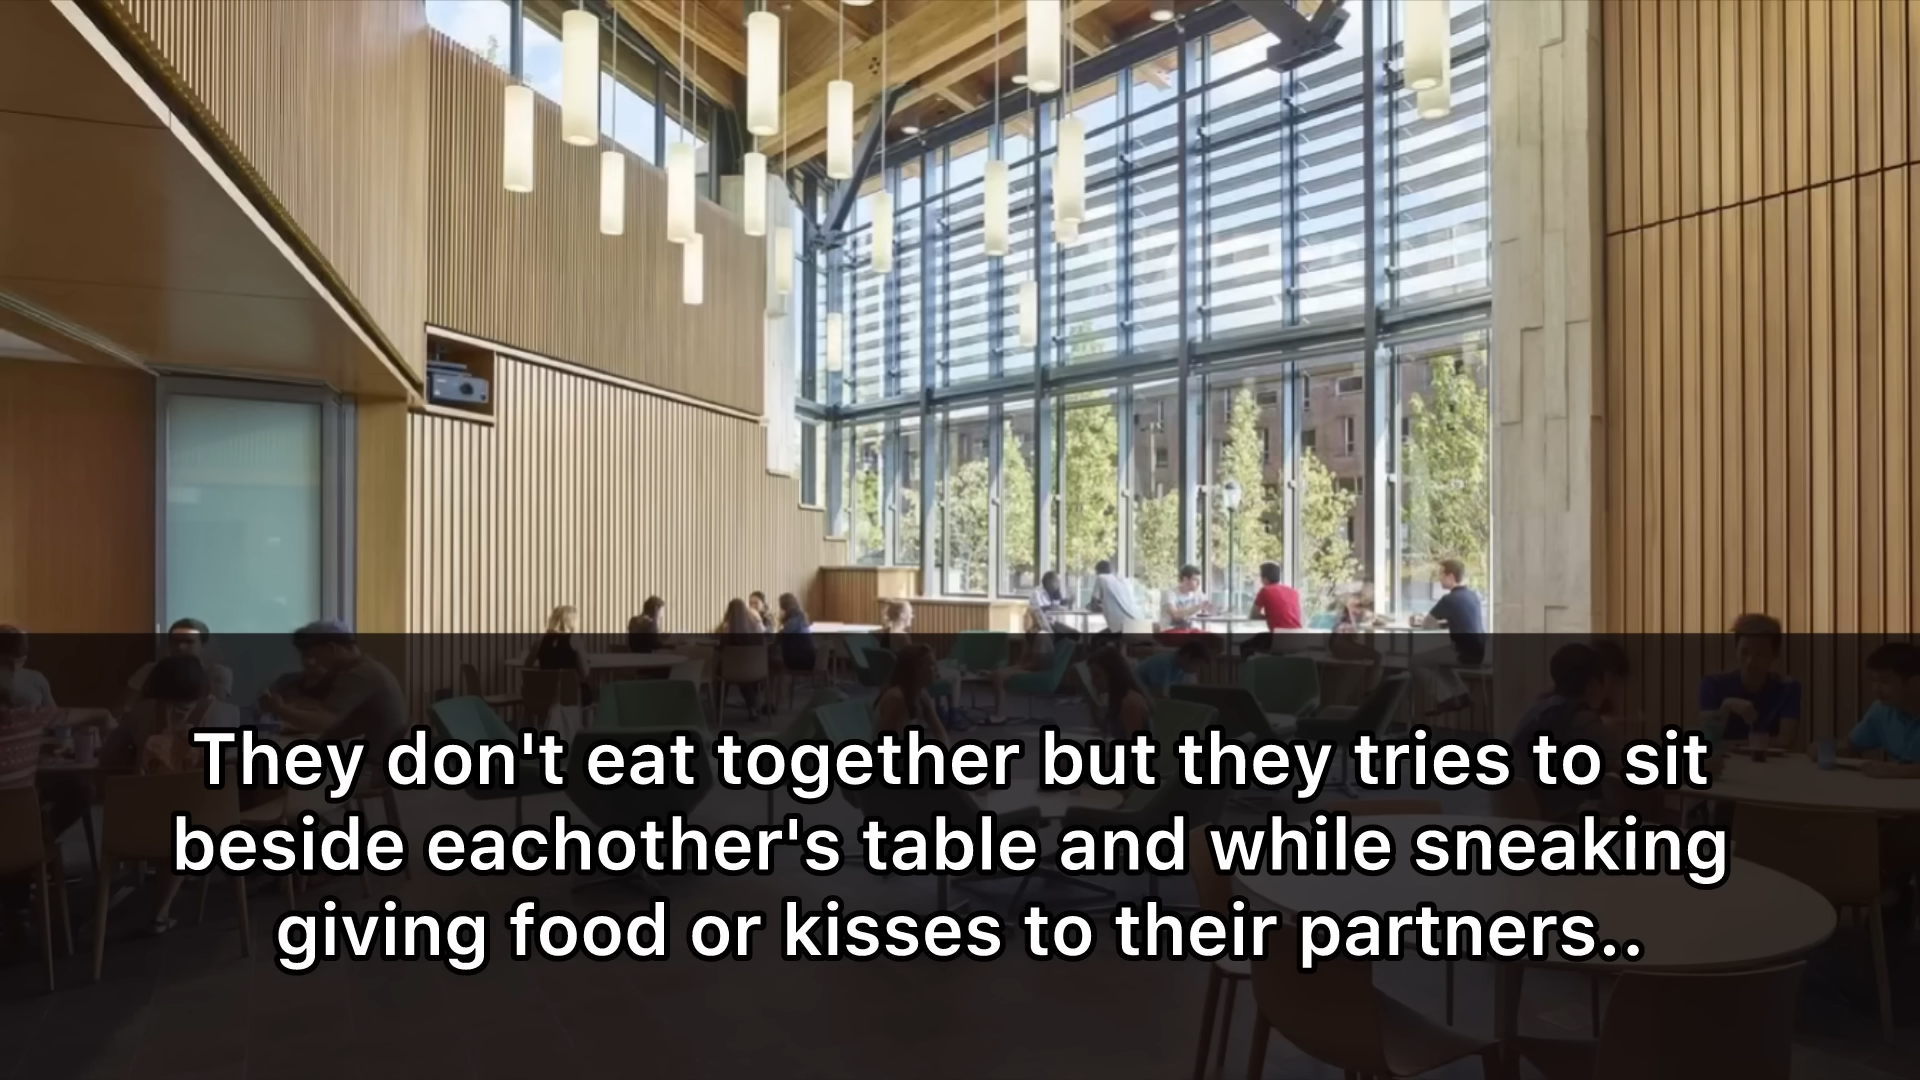 They don't eat together but they tries to sit
beside eachother's table and while sneaking
giving food or kisses to their partners..